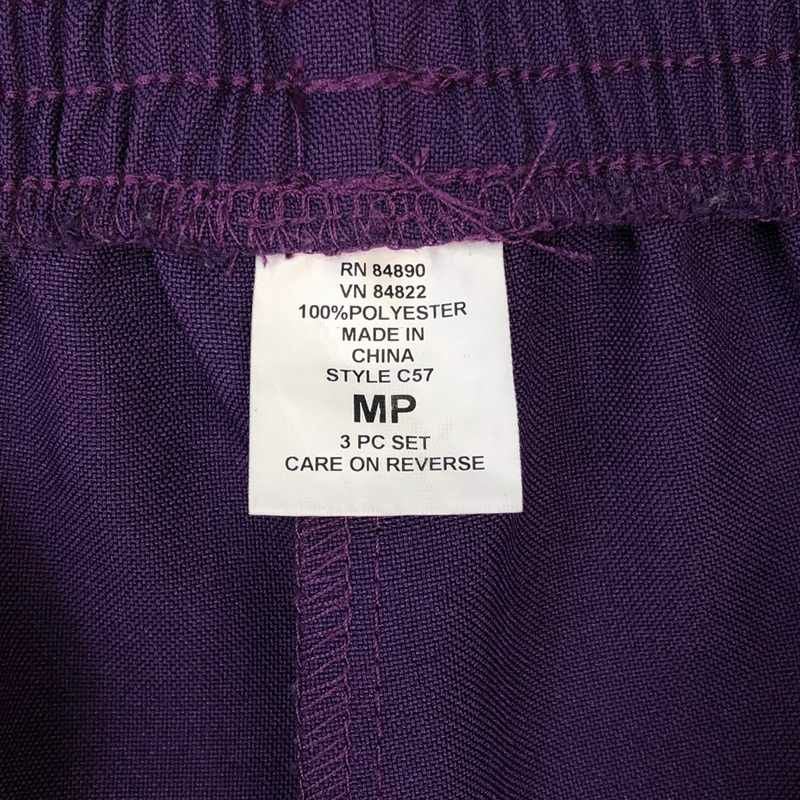 RN 84890
VN 84822
100%POLYESTER
MADE IN
CHINA
STYLE C57
MP
3 PC SET
CARE ON REVERSE